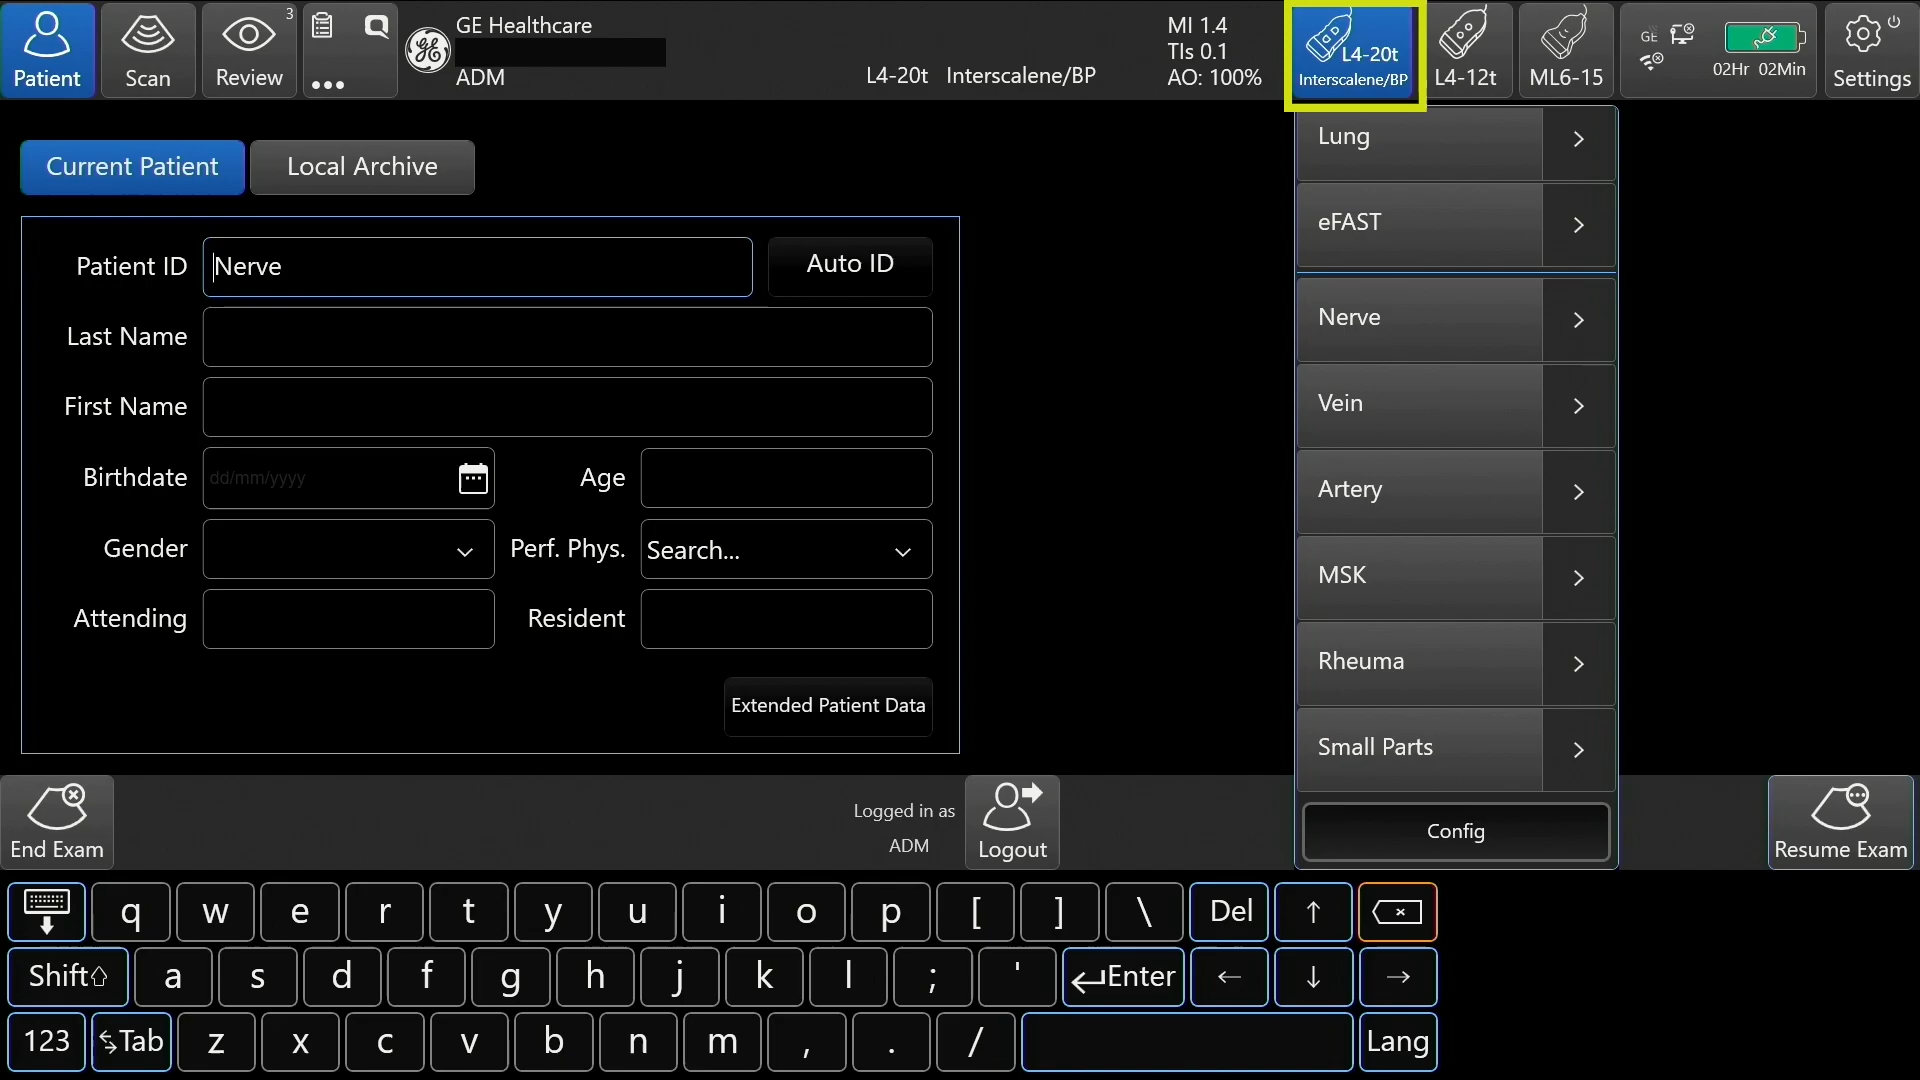 Patient
Scan
Review
3
GE Healthcare
ADM
L4-20t Interscalene/BP
MI 1.4
TIs 0.1
AO: 100%
L4-20t
Interscalene/BP
L4-12t
ML6-15
GE
02Hr 02Min
Settings
Current Patient
Local Archive
Patient ID
Nerve
Auto ID
Last Name
First Name
Birthdate
dd/mm/yyyy
Age
Gender
Perf. Phys.
Search...
Attending
Resident
Extended Patient Data
Lung
eFAST
Nerve
Vein
Artery
MSK
Rheuma
Small Parts
Config
End Exam
Logged in as
ADM
Logout
Resume Exam
q w e r t y u i o p [ ] \ Del ↑
Shift a s d f g h j k l ; ' Enter ← ↓ →
123 Tab z x c v b n m , . / Lang